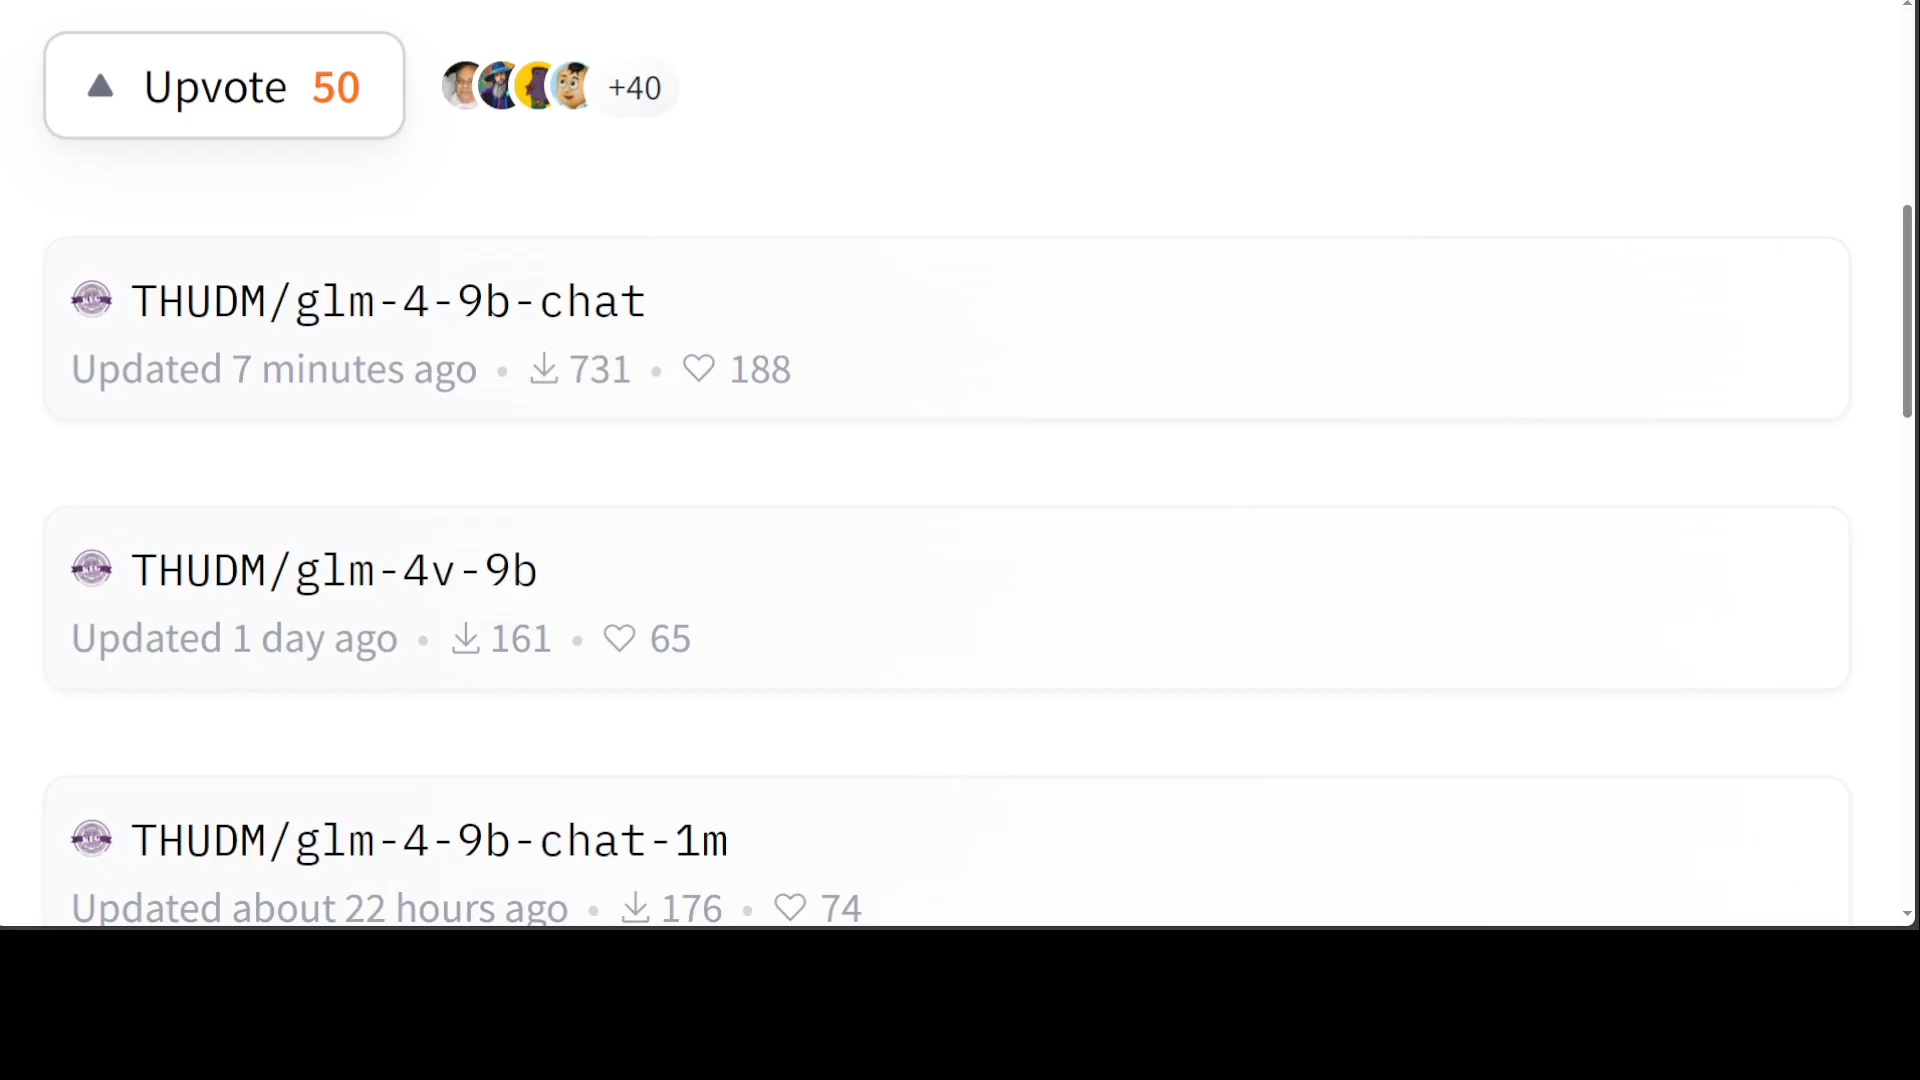 Upvote 50 +40
THUDM/glm-4-9b-chat
Updated 7 minutes ago • 731 • 188
THUDM/glm-4v-9b
Updated 1 day ago • 161 • 65
THUDM/glm-4-9b-chat-1m
Updated about 22 hours ago • 176 • 74